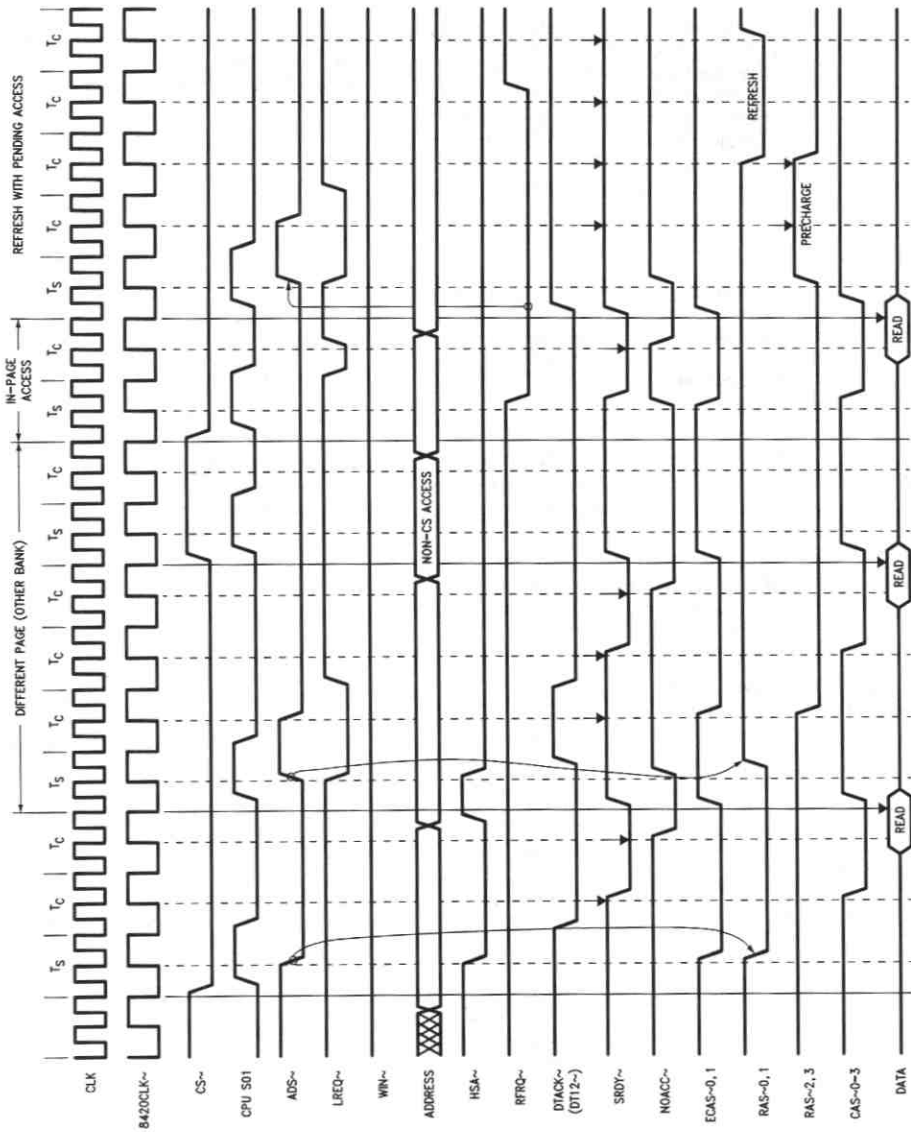 DIFFERENT PAGE (OTHER BANK)
IN-PAGE
ACCESS
REFRESH WITH PENDING ACCESS
TS TC TC TS TC TC TC TS TC TS TC TS TC TC TC TC
CLK
8420CLK~
CS~
CPU S01
ADS~
LREQ~
WIN~
ADDRESS NON-CS ACCESS
HSA~
RFRQ~
DTACK~
(DT12~)
SRDY~
NOACC~
ECAS~0, 1
RAS~0, 1 REFRESH
RAS~2, 3 PRECHARGE
CAS~0-3
DATA READ READ READ